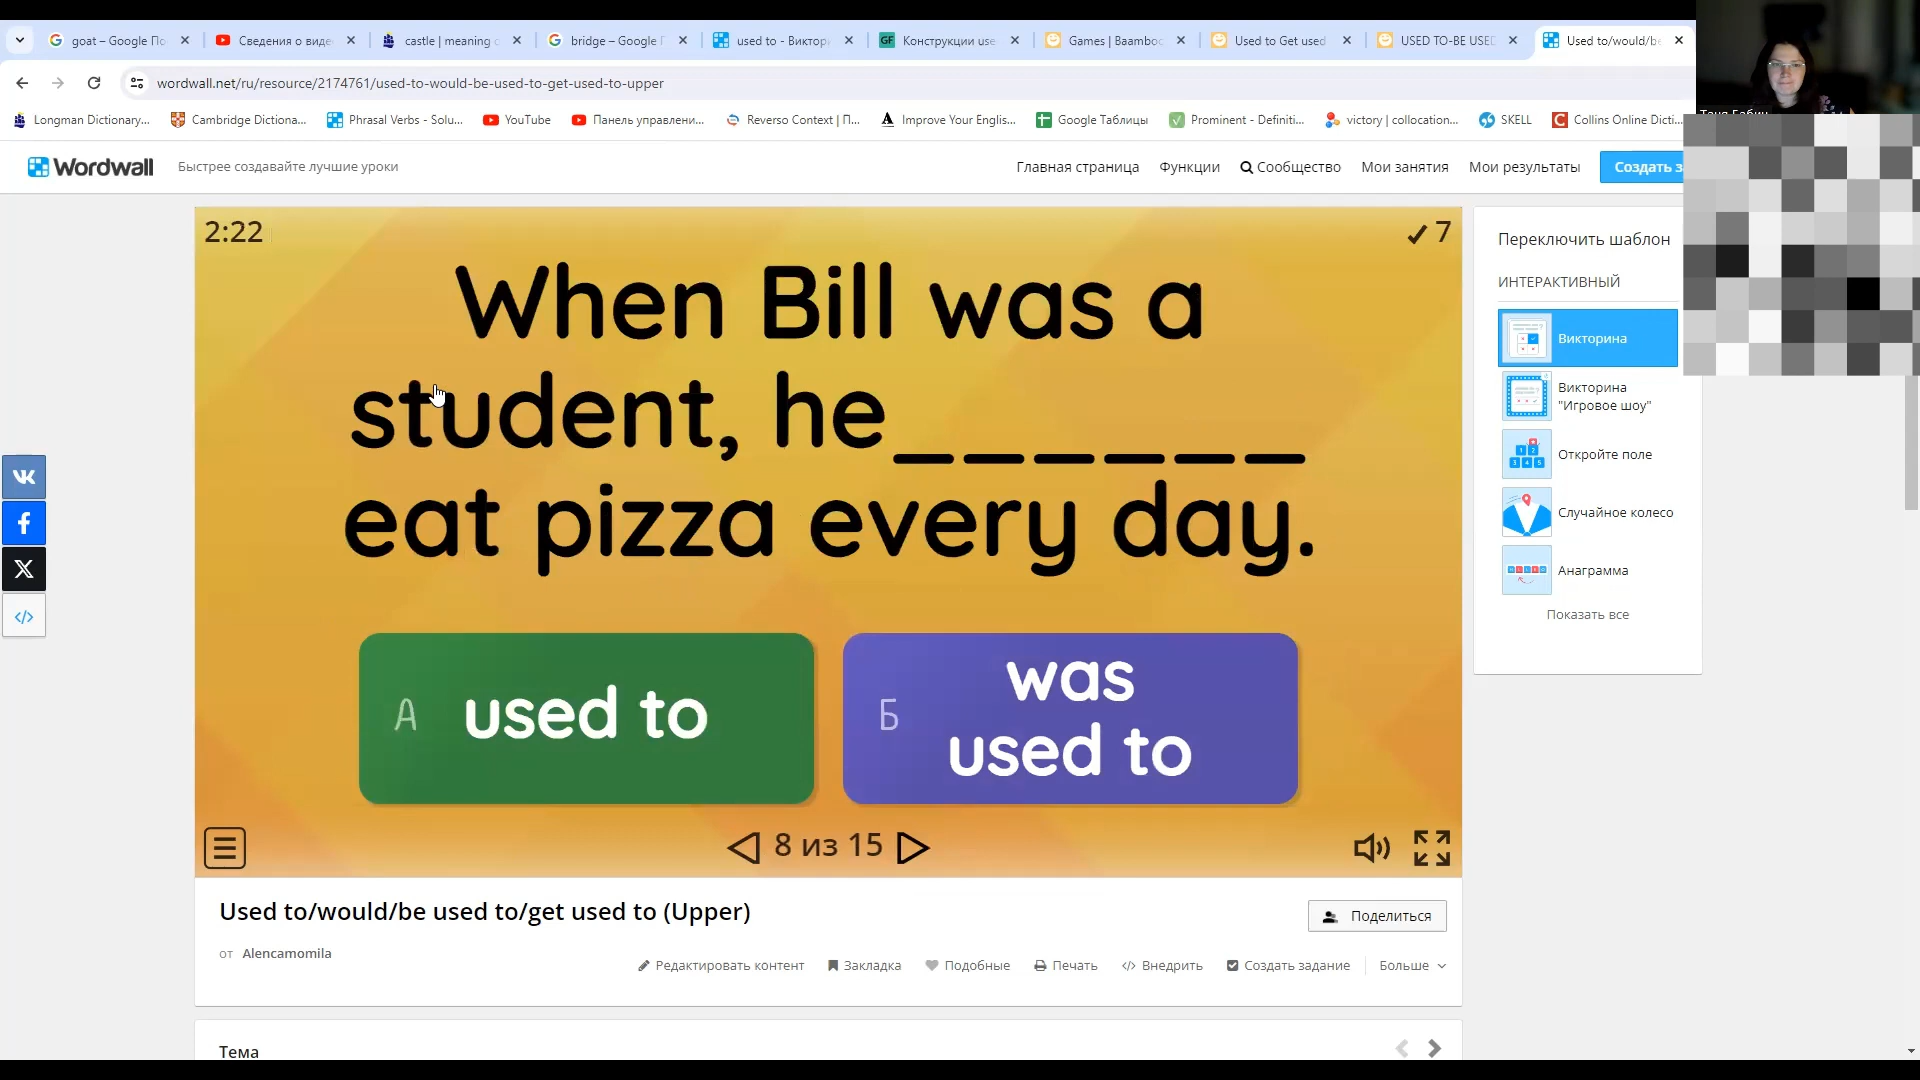 goat – Google По
Сведения о виде
castle | meaning o
bridge – Google П
used to - Виктори
Конструкции use
Games | Baamboo
Used to Get used
USED TO-BE USED
Used to/would/be
wordwall.net/ru/resource/2174761/used-to-would-be-used-to-get-used-to-upper
Longman Dictionary...
Cambridge Dictiona...
Phrasal Verbs - Solu...
YouTube
Панель управлени...
Reverso Context | П...
Improve Your Englis...
Google Таблицы
Prominent - Definiti...
victory | collocation...
SKELL
Collins Online Dicti...
Wordwall
Быстрее создавайте лучшие уроки
Главная страница
Функции
Сообщество
Мои занятия
Мои результаты
Создать з
2:22
7
When Bill was a
student, he______
eat pizza every day.
А used to
Б was
used to
8 из 15
Переключить шаблон
ИНТЕРАКТИВНЫЙ
Викторина
Викторина
"Игровое шоу"
Откройте поле
Случайное колесо
Анаграмма
Показать все
Used to/would/be used to/get used to (Upper)
Поделиться
от Alencamomila
Редактировать контент
Закладка
Подобные
Печать
Внедрить
Создать задание
Больше
Тема